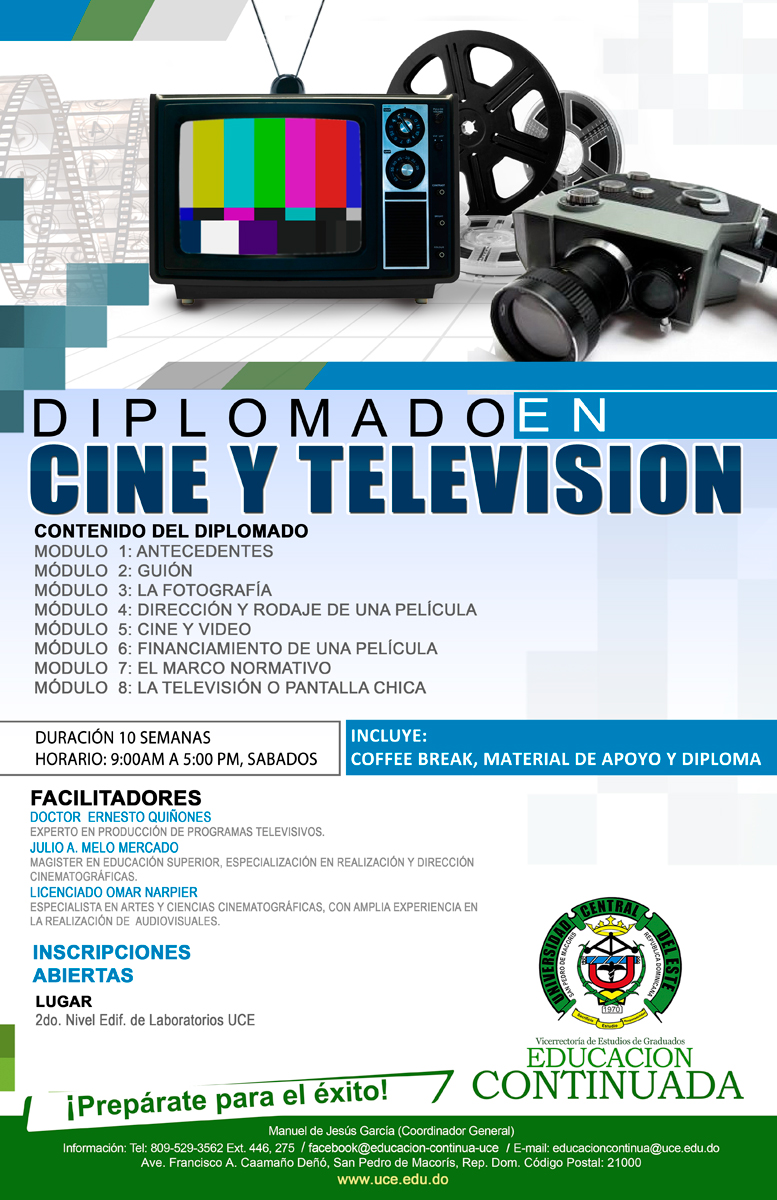 DIPLOMADO EN
CINE Y TELEVISION
CONTENIDO DEL DIPLOMADO
MODULO 1: ANTECEDENTES
MÓDULO 2: GUIÓN
MÓDULO 3: LA FOTOGRAFÍA
MÓDULO 4: DIRECCIÓN Y RODAJE DE UNA PELÍCULA
MODULO 5: CINE Y VIDEO
MÓDULO 6: FINANCIAMIENTO DE UNA PELÍCULA
MODULO 7: EL MARCO NORMATIVO
MÓDULO 8: LA TELEVISIÓN O PANTALLA CHICA
DURACIÓN 10 SEMANAS
HORARIO: 9:00AM A 5:00 PM, SABADOS
INCLUYE:
COFFEE BREAK, MATERIAL DE APOYO Y DIPLOMA
FACILITADORES
DOCTOR ERNESTO QUIÑONES
EXPERTO EN PRODUCCIÓN DE PROGRAMAS TELEVISIVOS.
JULIO A. MELO MERCADO
MAGISTER EN EDUCACIÓN SUPERIOR, ESPECIALIZACIÓN EN REALIZACIÓN Y DIRECCIÓN
CINEMATOGRÁFICAS.
LICENCIADO OMAR NARPIER
ESPECIALISTA EN ARTES Y CIENCIAS CINEMATOGRÁFICAS, CON AMPLIA EXPERIENCIA EN
LA REALIZACIÓN DE AUDIOVISUALES.
INSCRIPCIONES
ABIERTAS
LUGAR
2do. Nivel Edif. de Laboratorios UCE
UNIVERSIDAD CENTRAL DEL ESTE
SAN PEDRO DE MACORIS
REPUBLICA DOMINICANA
1970
Estudio
Vicerrectoría de Estudios de Graduados
EDUCACION
CONTINUADA
¡Prepárate para el éxito!
Manuel de Jesús García (Coordinador General)
Información: Tel: 809-529-3562 Ext. 446, 275 / facebook@educacion-continua-uce / E-mail: educacioncontinua@uce.edu.do
Ave. Francisco A. Caamaño Deñó, San Pedro de Macorís, Rep. Dom. Código Postal: 21000
www.uce.edu.do